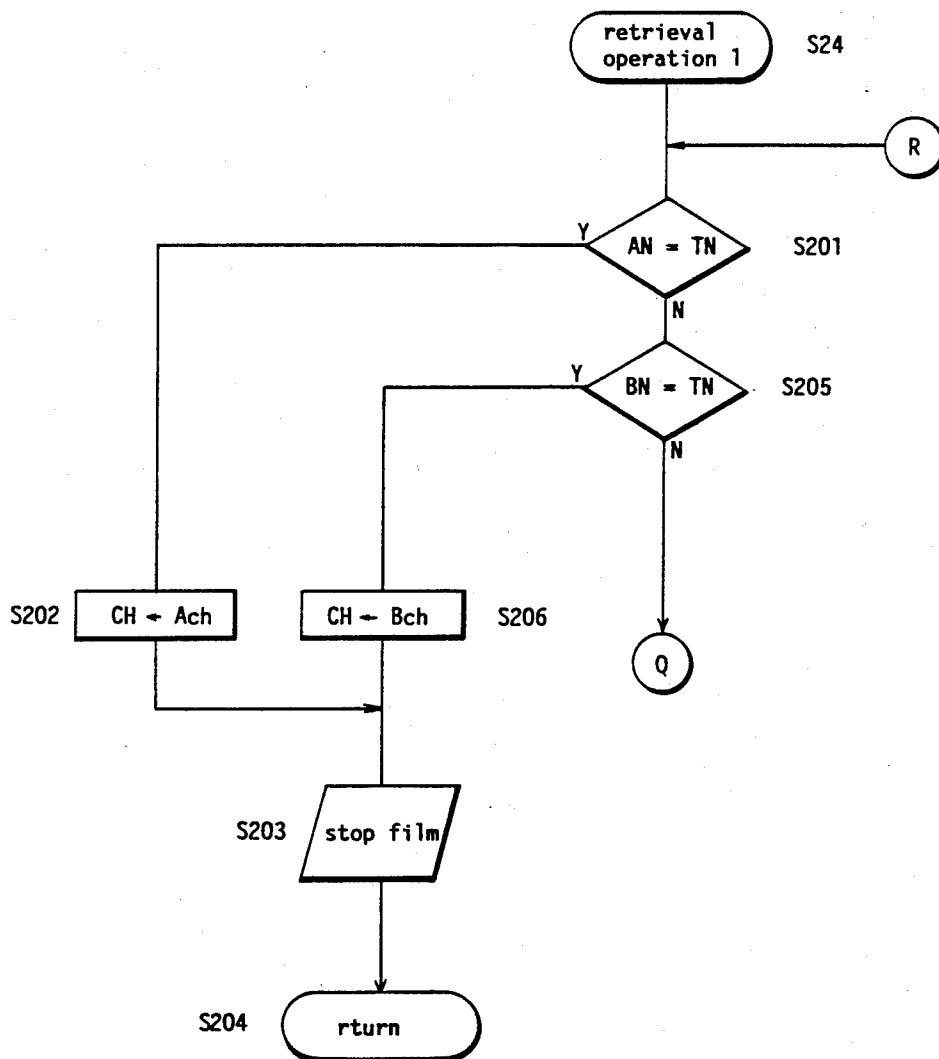 retrieval
operation 1
S24
R
Y
AN = TN
S201
N
Y
BN = TN
S205
N
S202
CH ← Ach
CH ← Bch
S206
Q
S203
stop film
S204
rturn